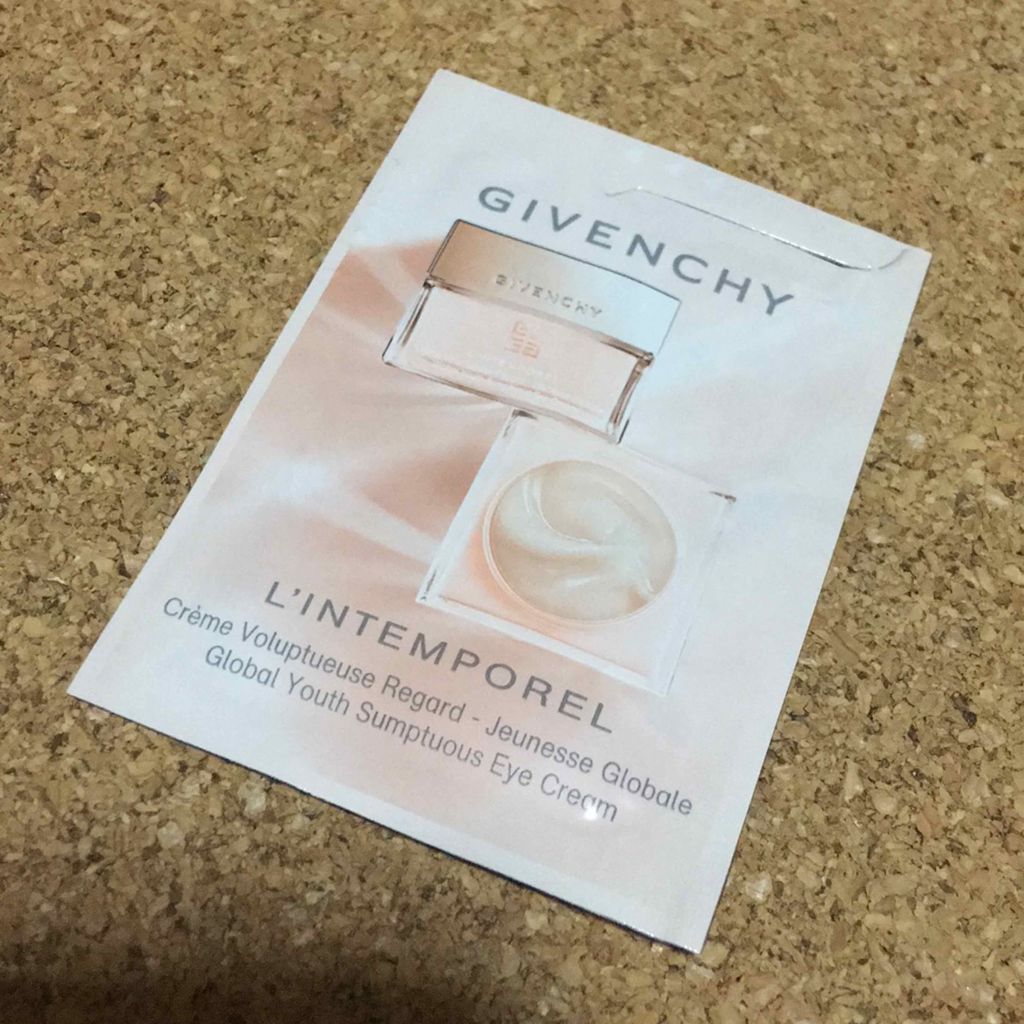 GIVENCHY
GIVENCHY
L'INTEMPOREL
Crème Voluptueuse Regard - Jeunesse Globale
Global Youth Sumptuous Eye Cream